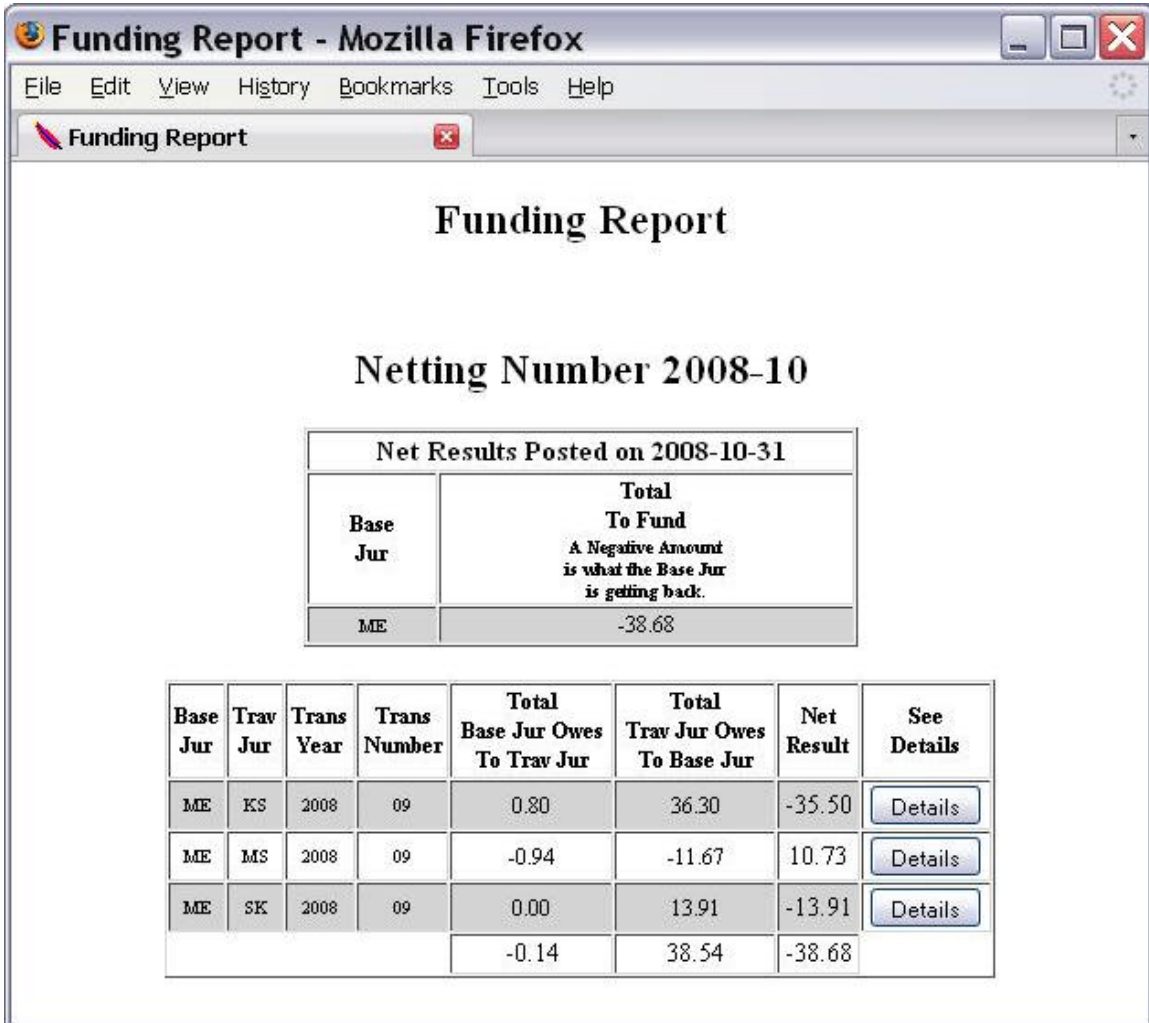 Funding Report - Mozilla Firefox
File Edit View History Bookmarks Tools Help
Funding Report
Funding Report
Netting Number 2008-10
Net Results Posted on 2008-10-31
Base
Jur
Total
To Fund
A Negative Amount
is what the Base Jur
is getting back.
ME -38.68
Base
Jur
Trav
Jur
Trans
Year
Trans
Number
Total
Base Jur Owes
To Trav Jur
Total
Trav Jur Owes
To Base Jur
Net
Result
See
Details
ME KS 2008 09 0.80 36.30 -35.50 Details
ME MS 2008 09 -0.94 -11.67 10.73 Details
ME SK 2008 09 0.00 13.91 -13.91 Details
-0.14 38.54 -38.68